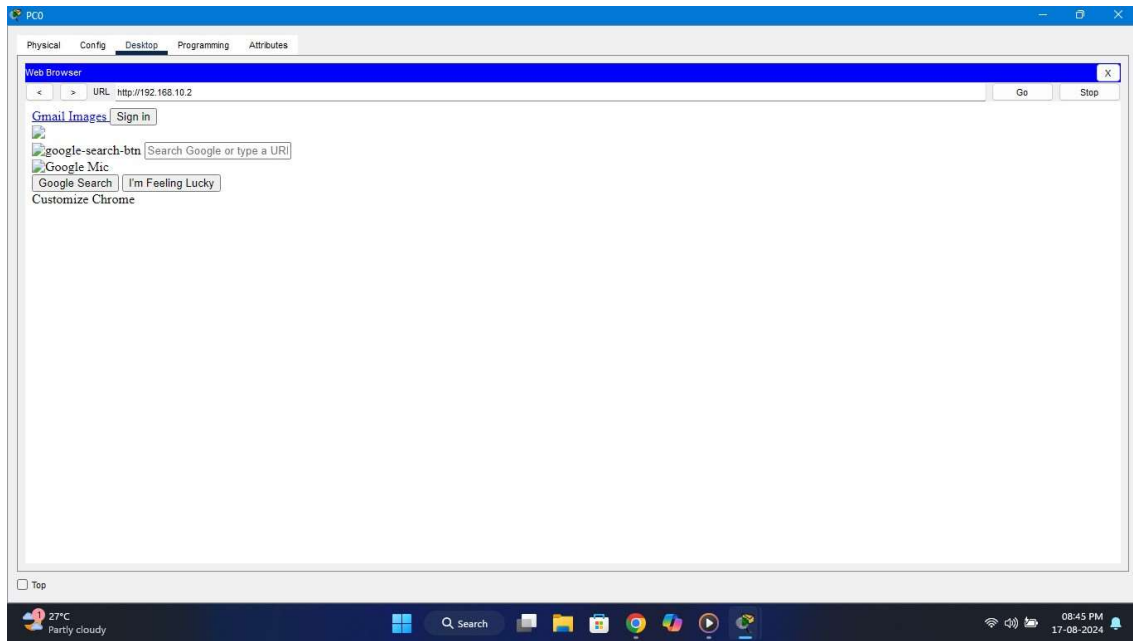 PC0
Physical Config Desktop Programming Attributes
Web Browser X
< > URL http://192.168.10.2 Go Stop
Gmail Images Sign in
google-search-btn Search Google or type a URL
Google Mic
Google Search I'm Feeling Lucky
Customize Chrome
Top
1 27°C Search 08:45 PM
Partly cloudy 17-08-2024